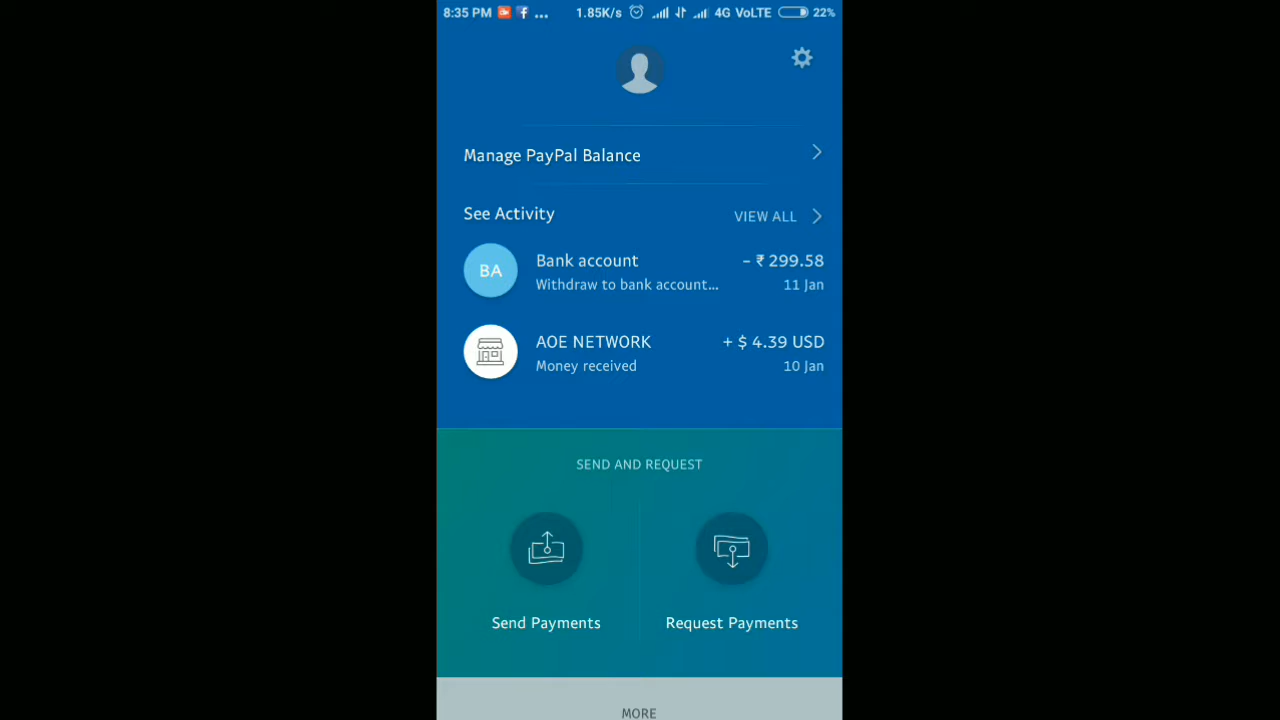 8:35 PM ... 1.85K/s 4G VoLTE 22%
Manage PayPal Balance
See Activity VIEW ALL
BA Bank account - ₹ 299.58
Withdraw to bank account... 11 Jan
AOE NETWORK + $ 4.39 USD
Money received 10 Jan
SEND AND REQUEST
Send Payments Request Payments
MORE